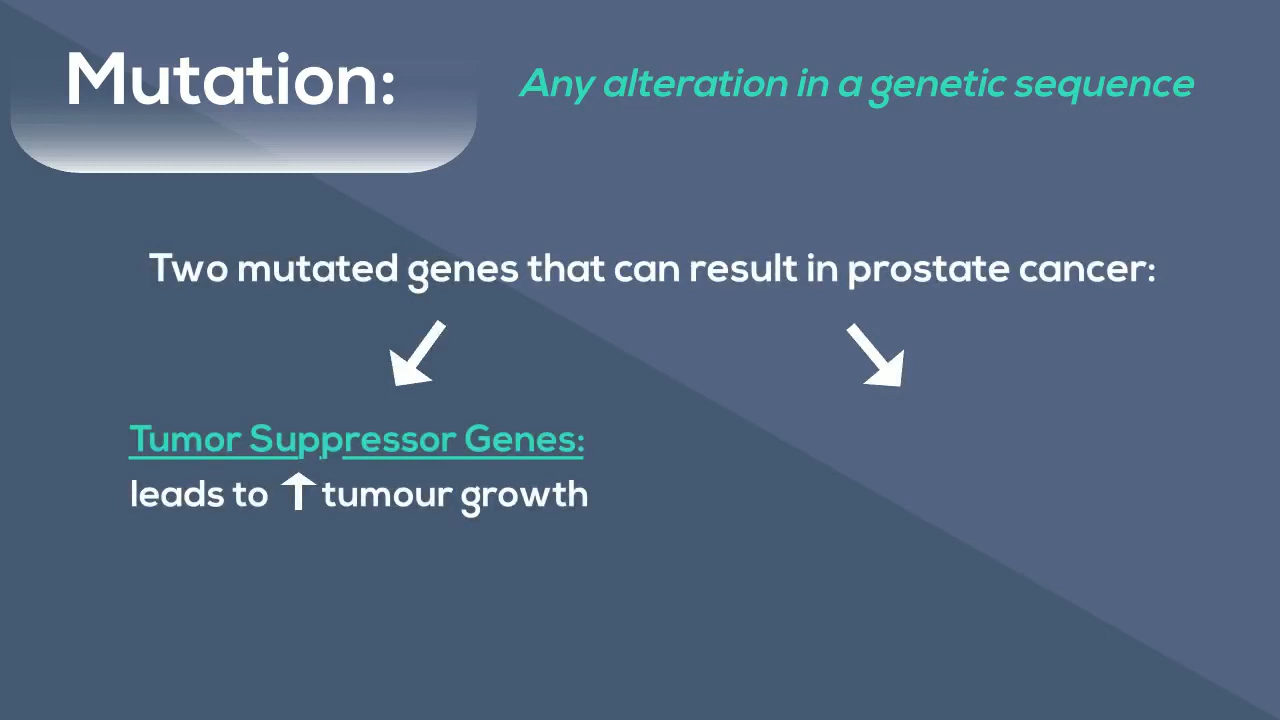 Mutation:
Any alteration in a genetic sequence
Two mutated genes that can result in prostate cancer:
Tumor Suppressor Genes:
leads to ↑ tumour growth